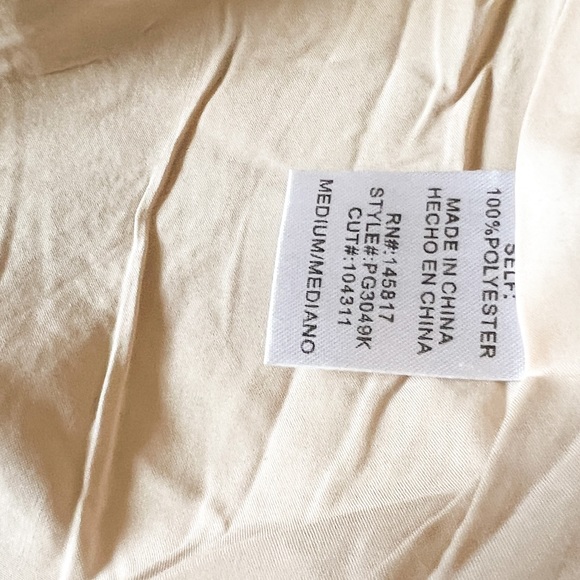 SELF:
100%POLYESTER
MADE IN CHINA
HECHO EN CHINA
RN#:145817
STYLE#:PG3049K
CUT#:104311
MEDIUM/MEDIANO